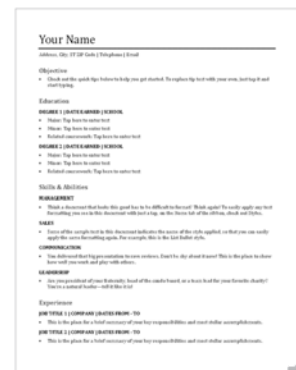 Your Name
Address, City, ST ZIP Code | Telephone | Email
Objective
• Check out the quick tips below to help you get started. To replace tip text with your own, just tap it and
start typing.
Education
DEGREE 1 | DATE EARNED | SCHOOL
• Major: Tap here to enter text
• Minor: Tap here to enter text
• Related coursework: Tap here to enter text
DEGREE 2 | DATE EARNED | SCHOOL
• Major: Tap here to enter text
• Minor: Tap here to enter text
• Related coursework: Tap here to enter text
Skills & Abilities
MANAGEMENT
• Think a document that looks this good has to be difficult to format? Think again! To easily apply any text
formatting you see in this document with just a tap, on the Home tab of the ribbon, check out Styles.
SALES
• Some of the sample text in this document indicates the name of the style applied, so that you can easily
apply the same formatting again. For example, this is the List Bullet style.
COMMUNICATION
• You delivered that big presentation to rave reviews. Don't be shy about it now! This is the place to show
how well you work and play with others.
LEADERSHIP
• Are you president of your fraternity, head of the condo board, or a team lead for your favorite charity?
You're a natural leader—tell it like it is!
Experience
JOB TITLE 1 | COMPANY | DATES FROM - TO
• This is the place for a brief summary of your key responsibilities and most stellar accomplishments.
JOB TITLE 2 | COMPANY | DATES FROM - TO
• This is the place for a brief summary of your key responsibilities and most stellar accomplishments.